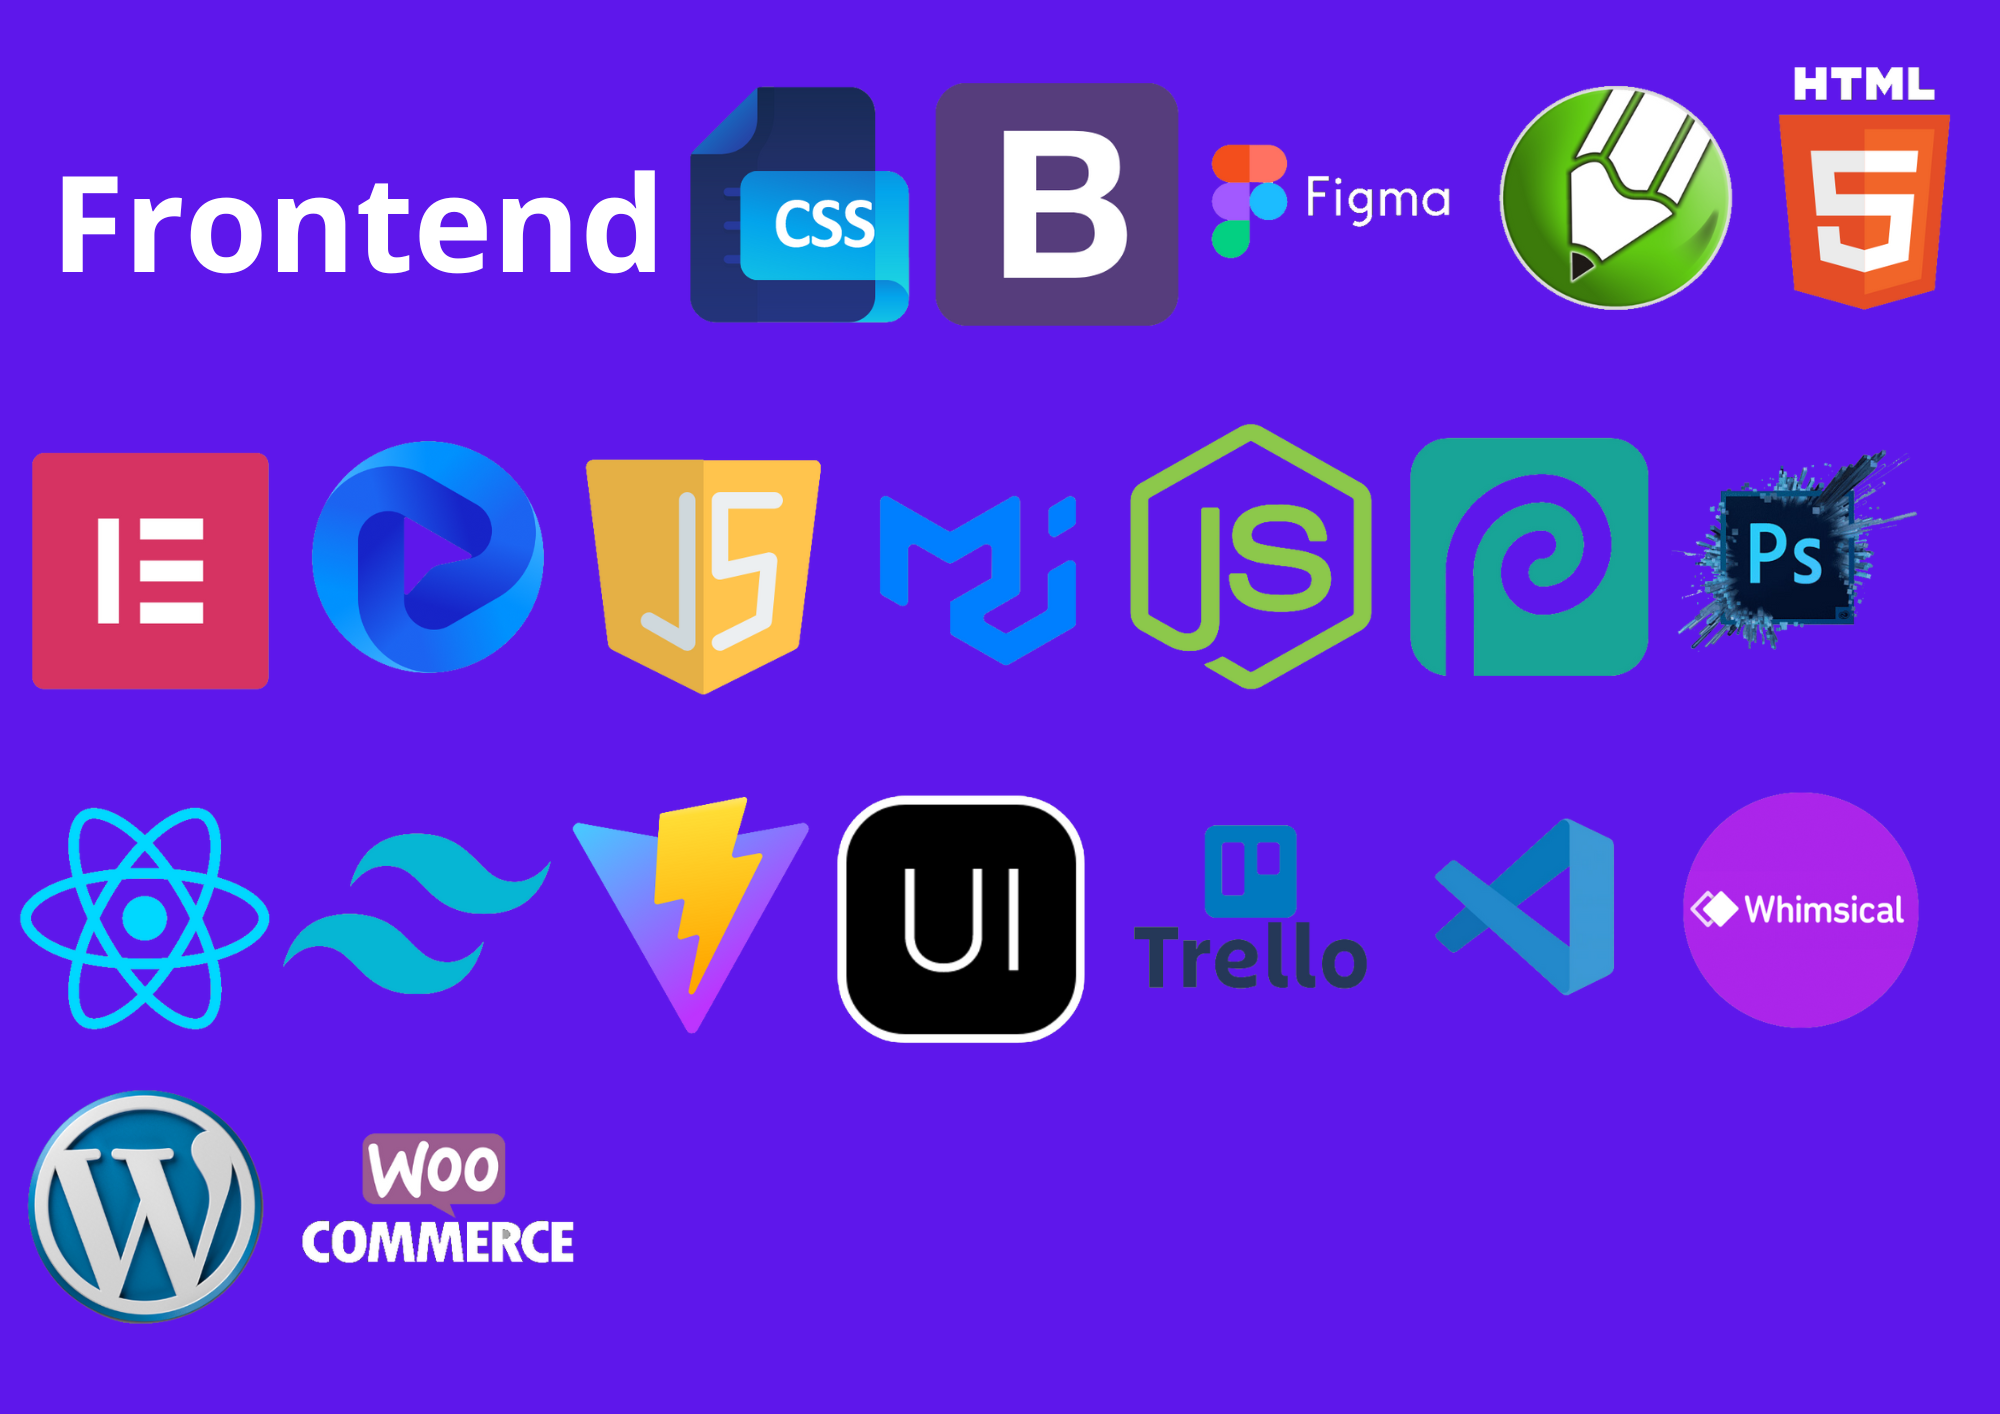 HTML
Frontend
CSS
B
Figma
5
E
JS
JS
Ps
UI
Trello
Whimsical
W
WOO
COMMERCE